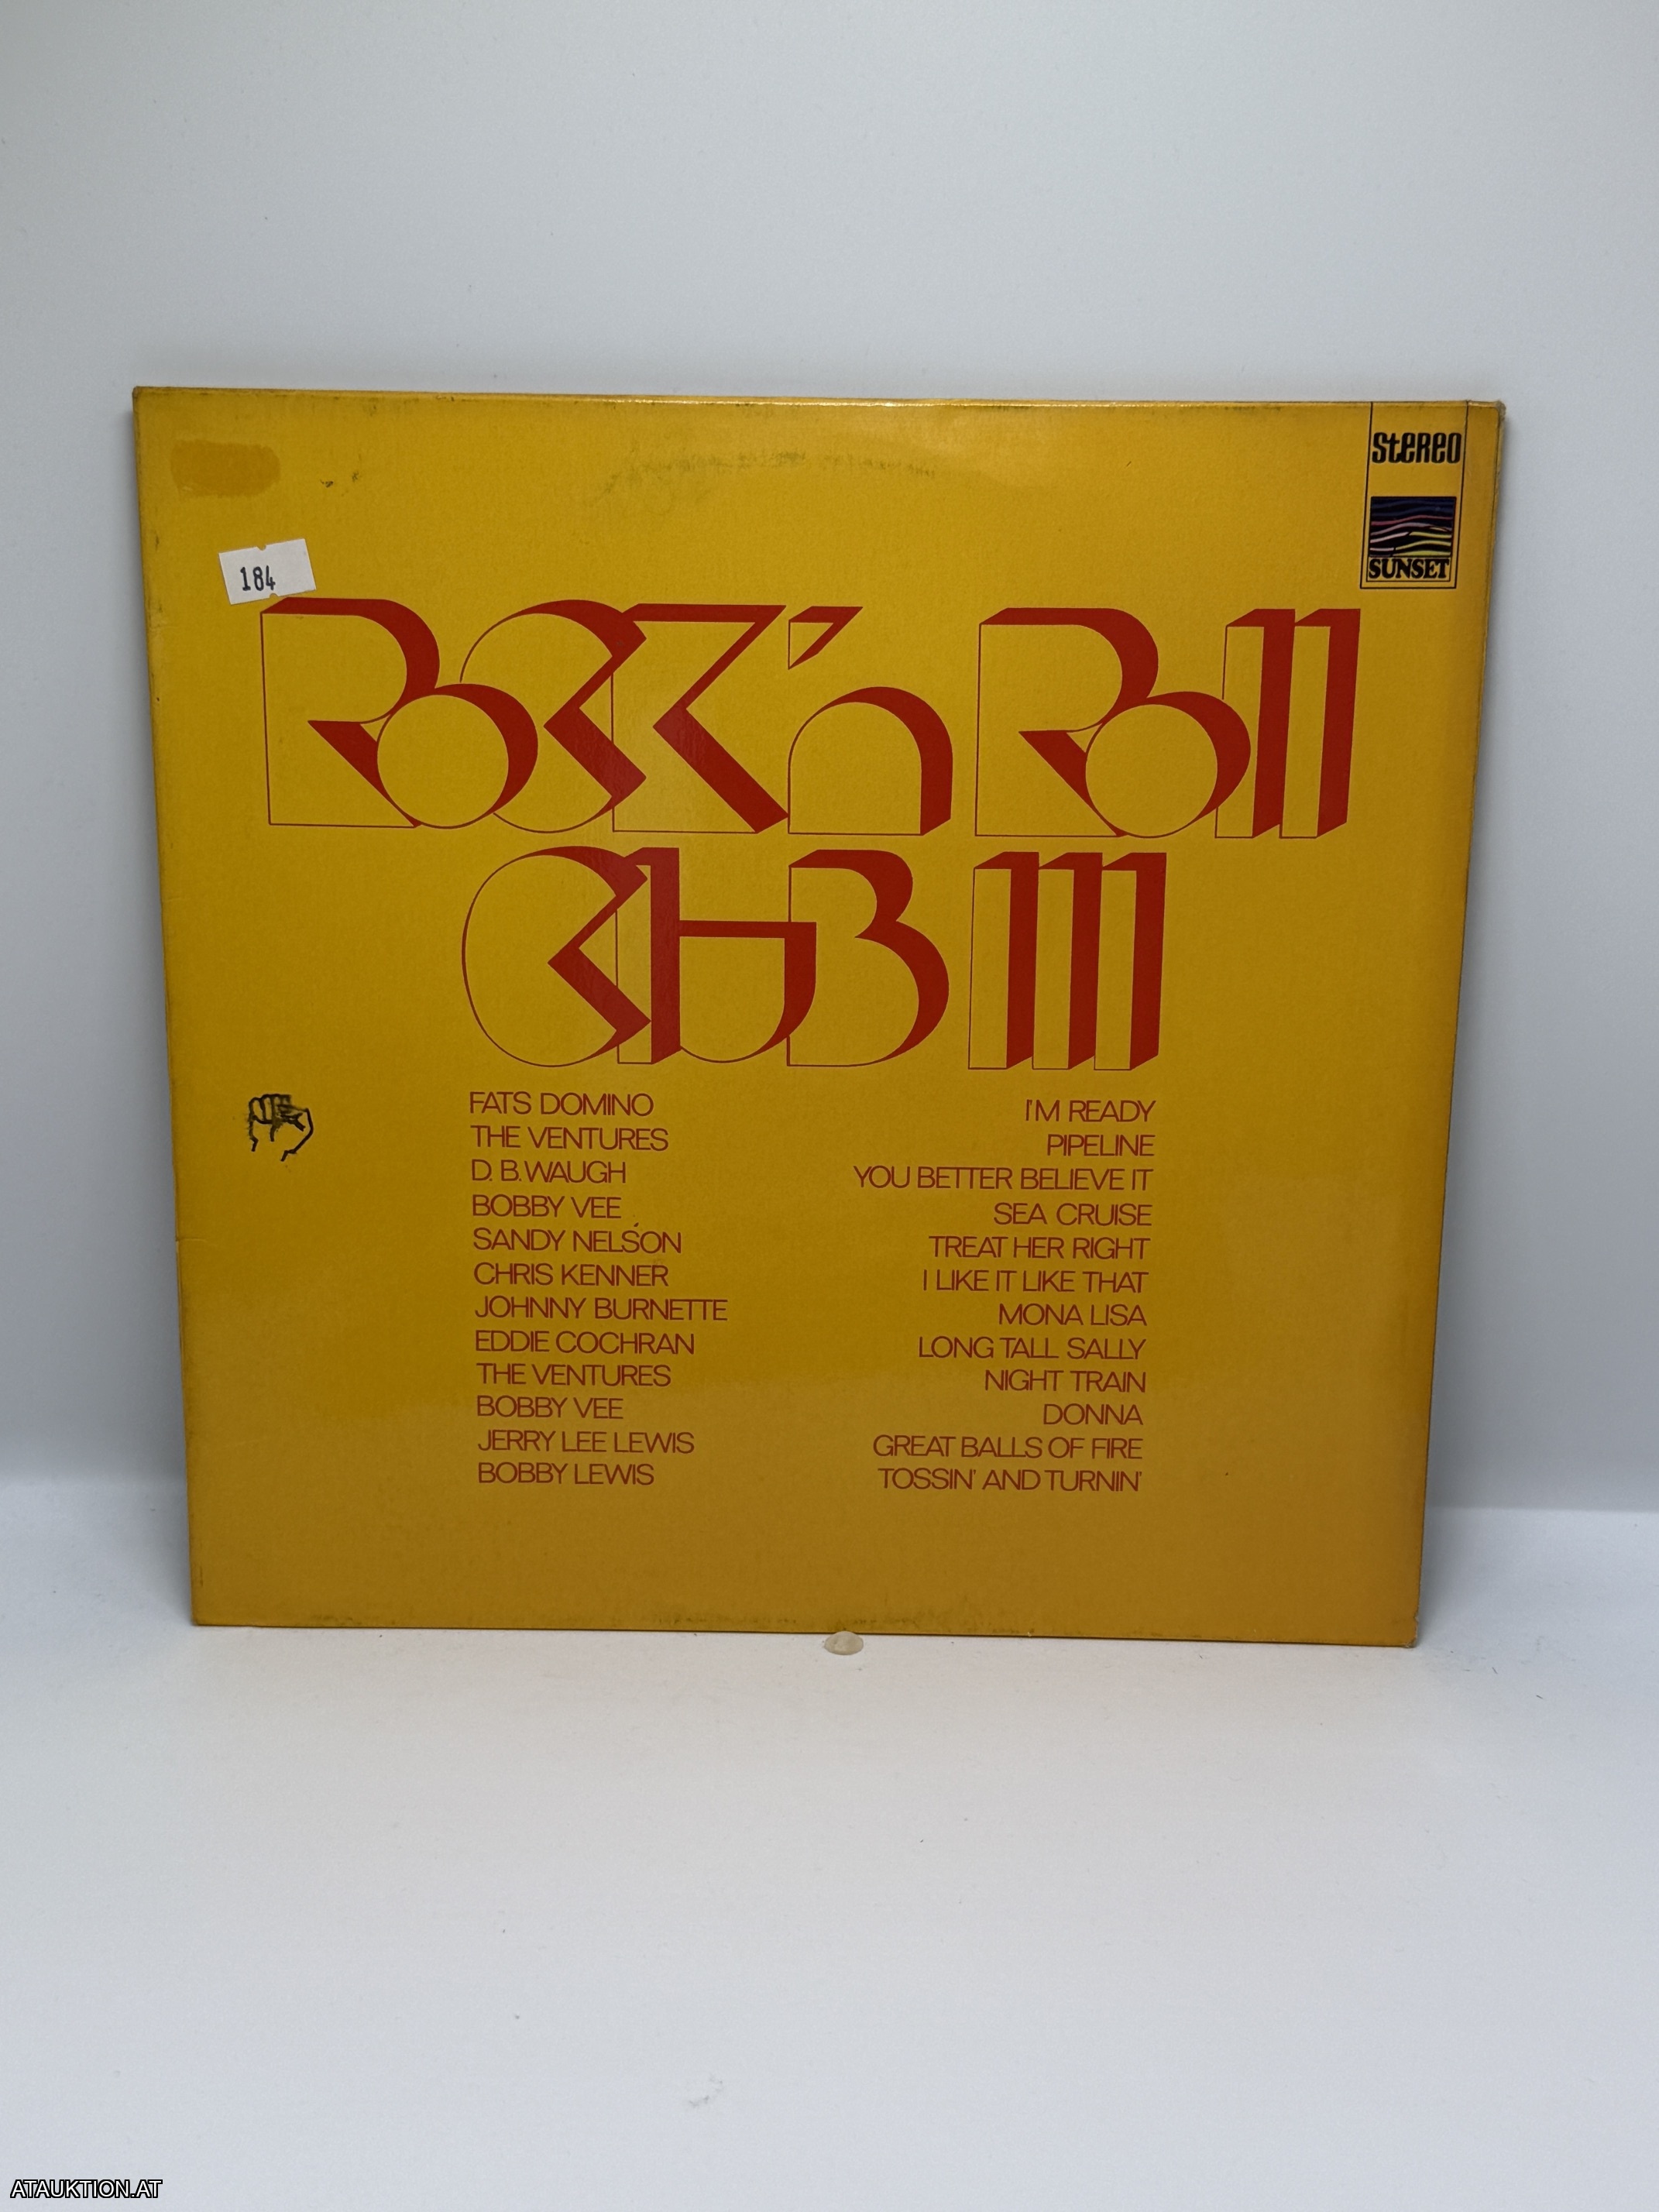 stereo
SUNSET
184
Rock'n Roll
Club III
FATS DOMINO I'M READY
THE VENTURES PIPELINE
D. B. WAUGH YOU BETTER BELIEVE IT
BOBBY VEE SEA CRUISE
SANDY NELSON TREAT HER RIGHT
CHRIS KENNER I LIKE IT LIKE THAT
JOHNNY BURNETTE MONA LISA
EDDIE COCHRAN LONG TALL SALLY
THE VENTURES NIGHT TRAIN
BOBBY VEE DONNA
JERRY LEE LEWIS GREAT BALLS OF FIRE
BOBBY LEWIS TOSSIN' AND TURNIN'
ATAUKTION.AT